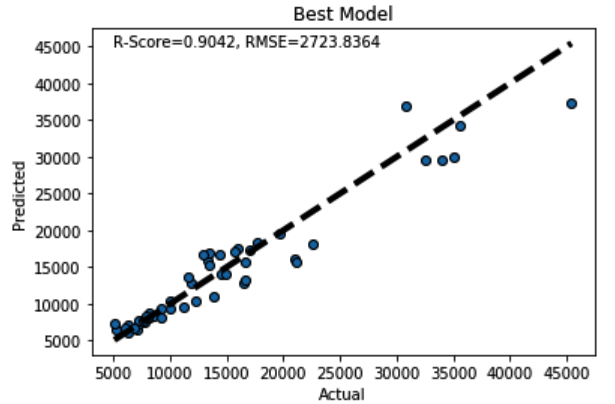 Best Model
R-Score=0.9042, RMSE=2723.8364
45000
40000
35000
30000
25000
20000
15000
10000
5000
Predicted
5000 10000 15000 20000 25000 30000 35000 40000 45000
Actual